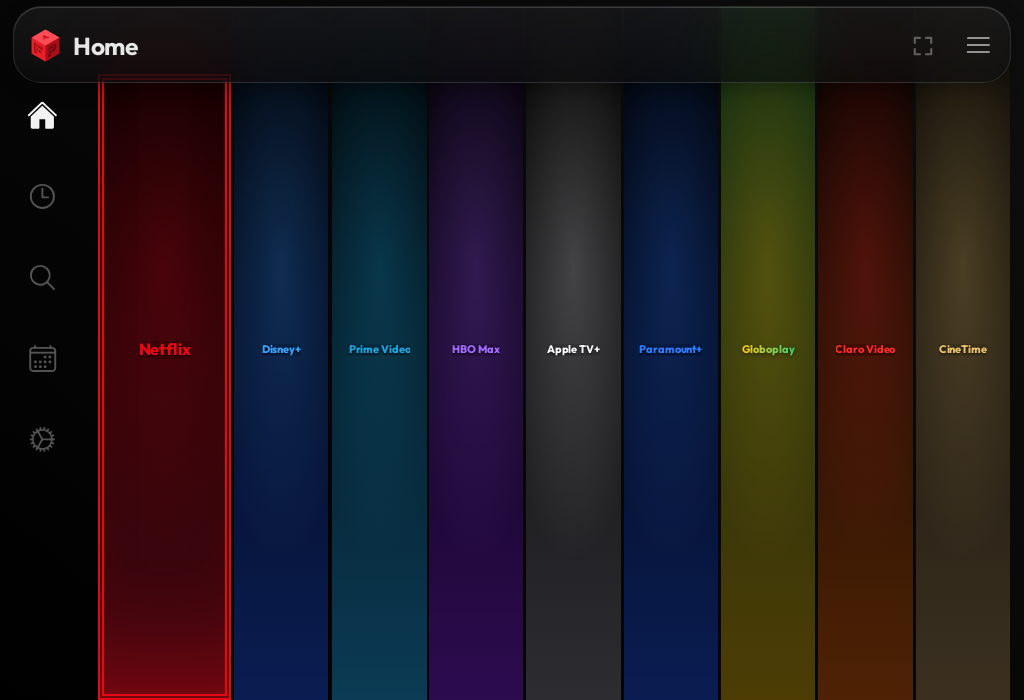 Home
Netflix
Disney+
Prime Video
HBO Max
Apple TV+
Paramount+
Globoplay
Claro Video
CineTime